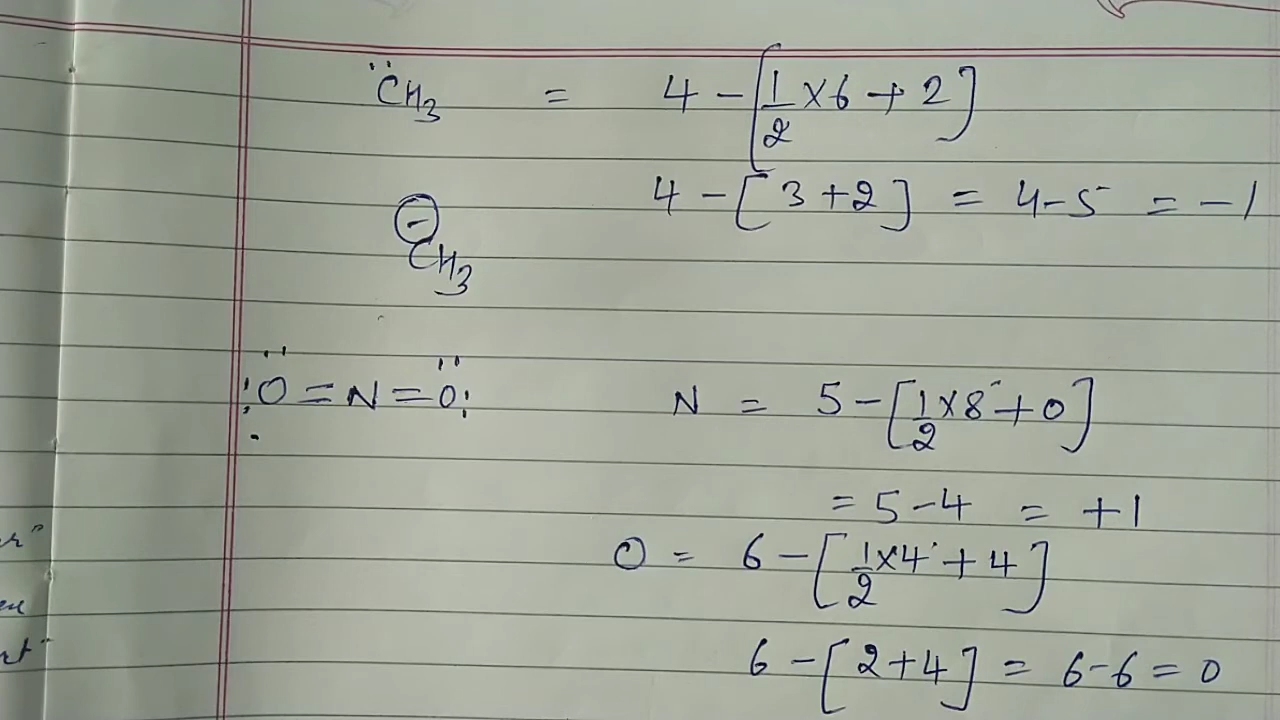 C̈H₃ = 4 - [1/2 × 6 + 2]
4 - [3 + 2] = 4 - 5 = -1
⊖
CH₃
:Ö = N = Ö:
N = 5 - [1/2 × 8 + 0]
= 5 - 4 = +1
O = 6 - [1/2 × 4 + 4]
6 - [2 + 4] = 6 - 6 = 0